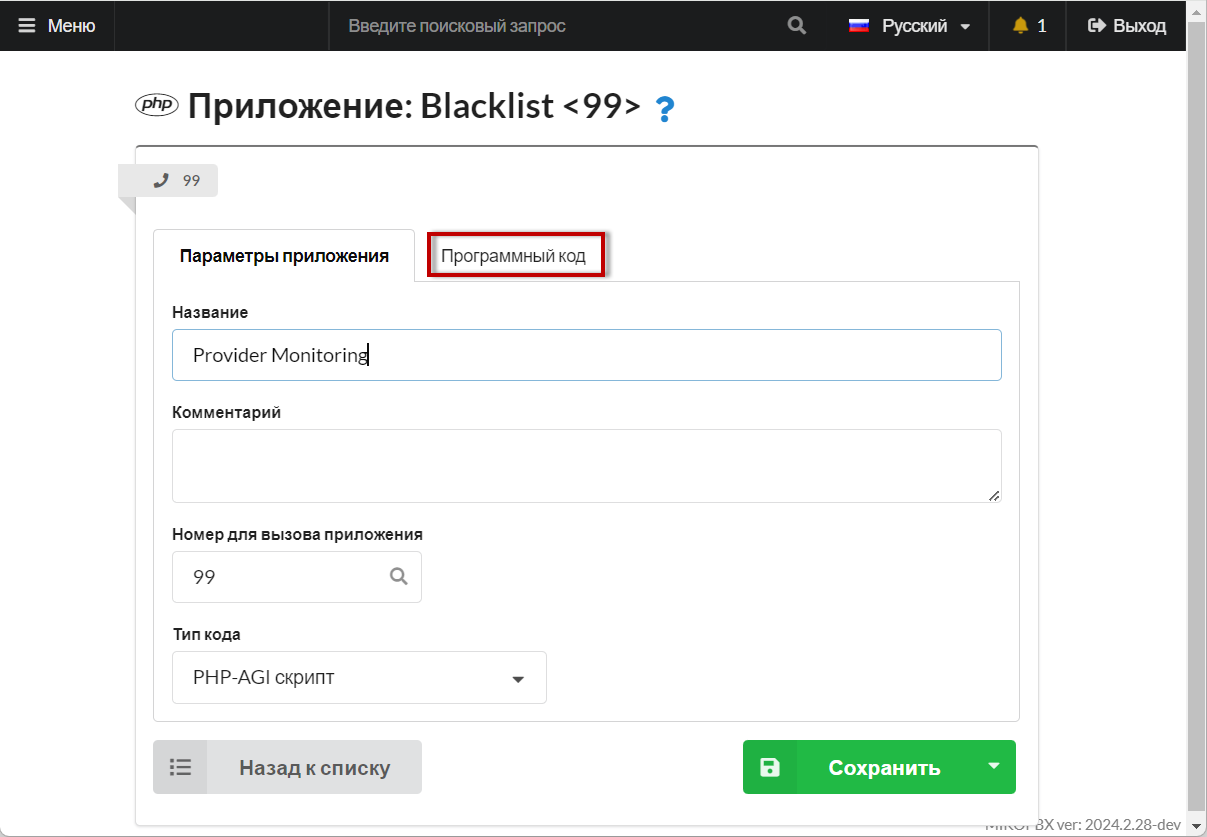 Меню
Введите поисковый запрос
Русский
1
Выход
php Приложение: Blacklist <99> ?
99
Параметры приложения
Программный код
Название
Provider Monitoring
Комментарий
Номер для вызова приложения
99
Тип кода
PHP-AGI скрипт
Назад к списку
Сохранить
MIKOPBX ver: 2024.2.28-dev